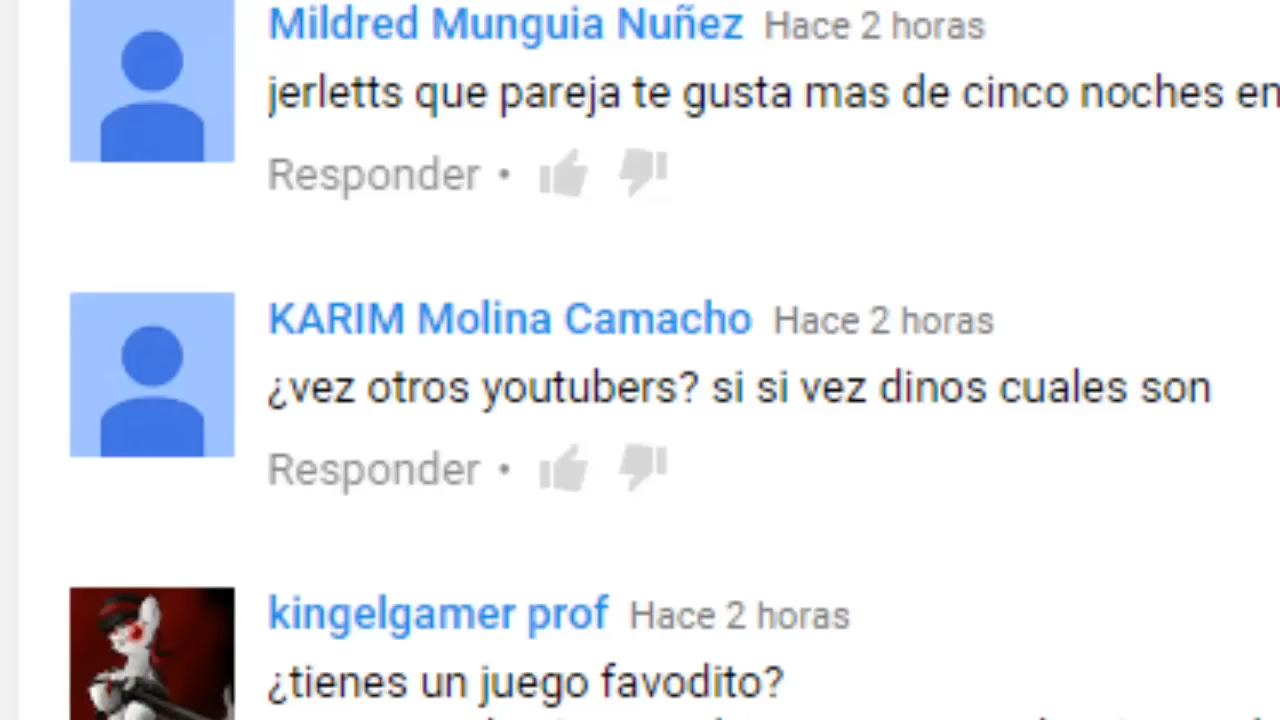 Mildred Munguia Nuñez Hace 2 horas
jerletts que pareja te gusta mas de cinco noches en
Responder •
KARIM Molina Camacho Hace 2 horas
¿vez otros youtubers? si si vez dinos cuales son
Responder •
kingelgamer prof Hace 2 horas
¿tienes un juego favodito?